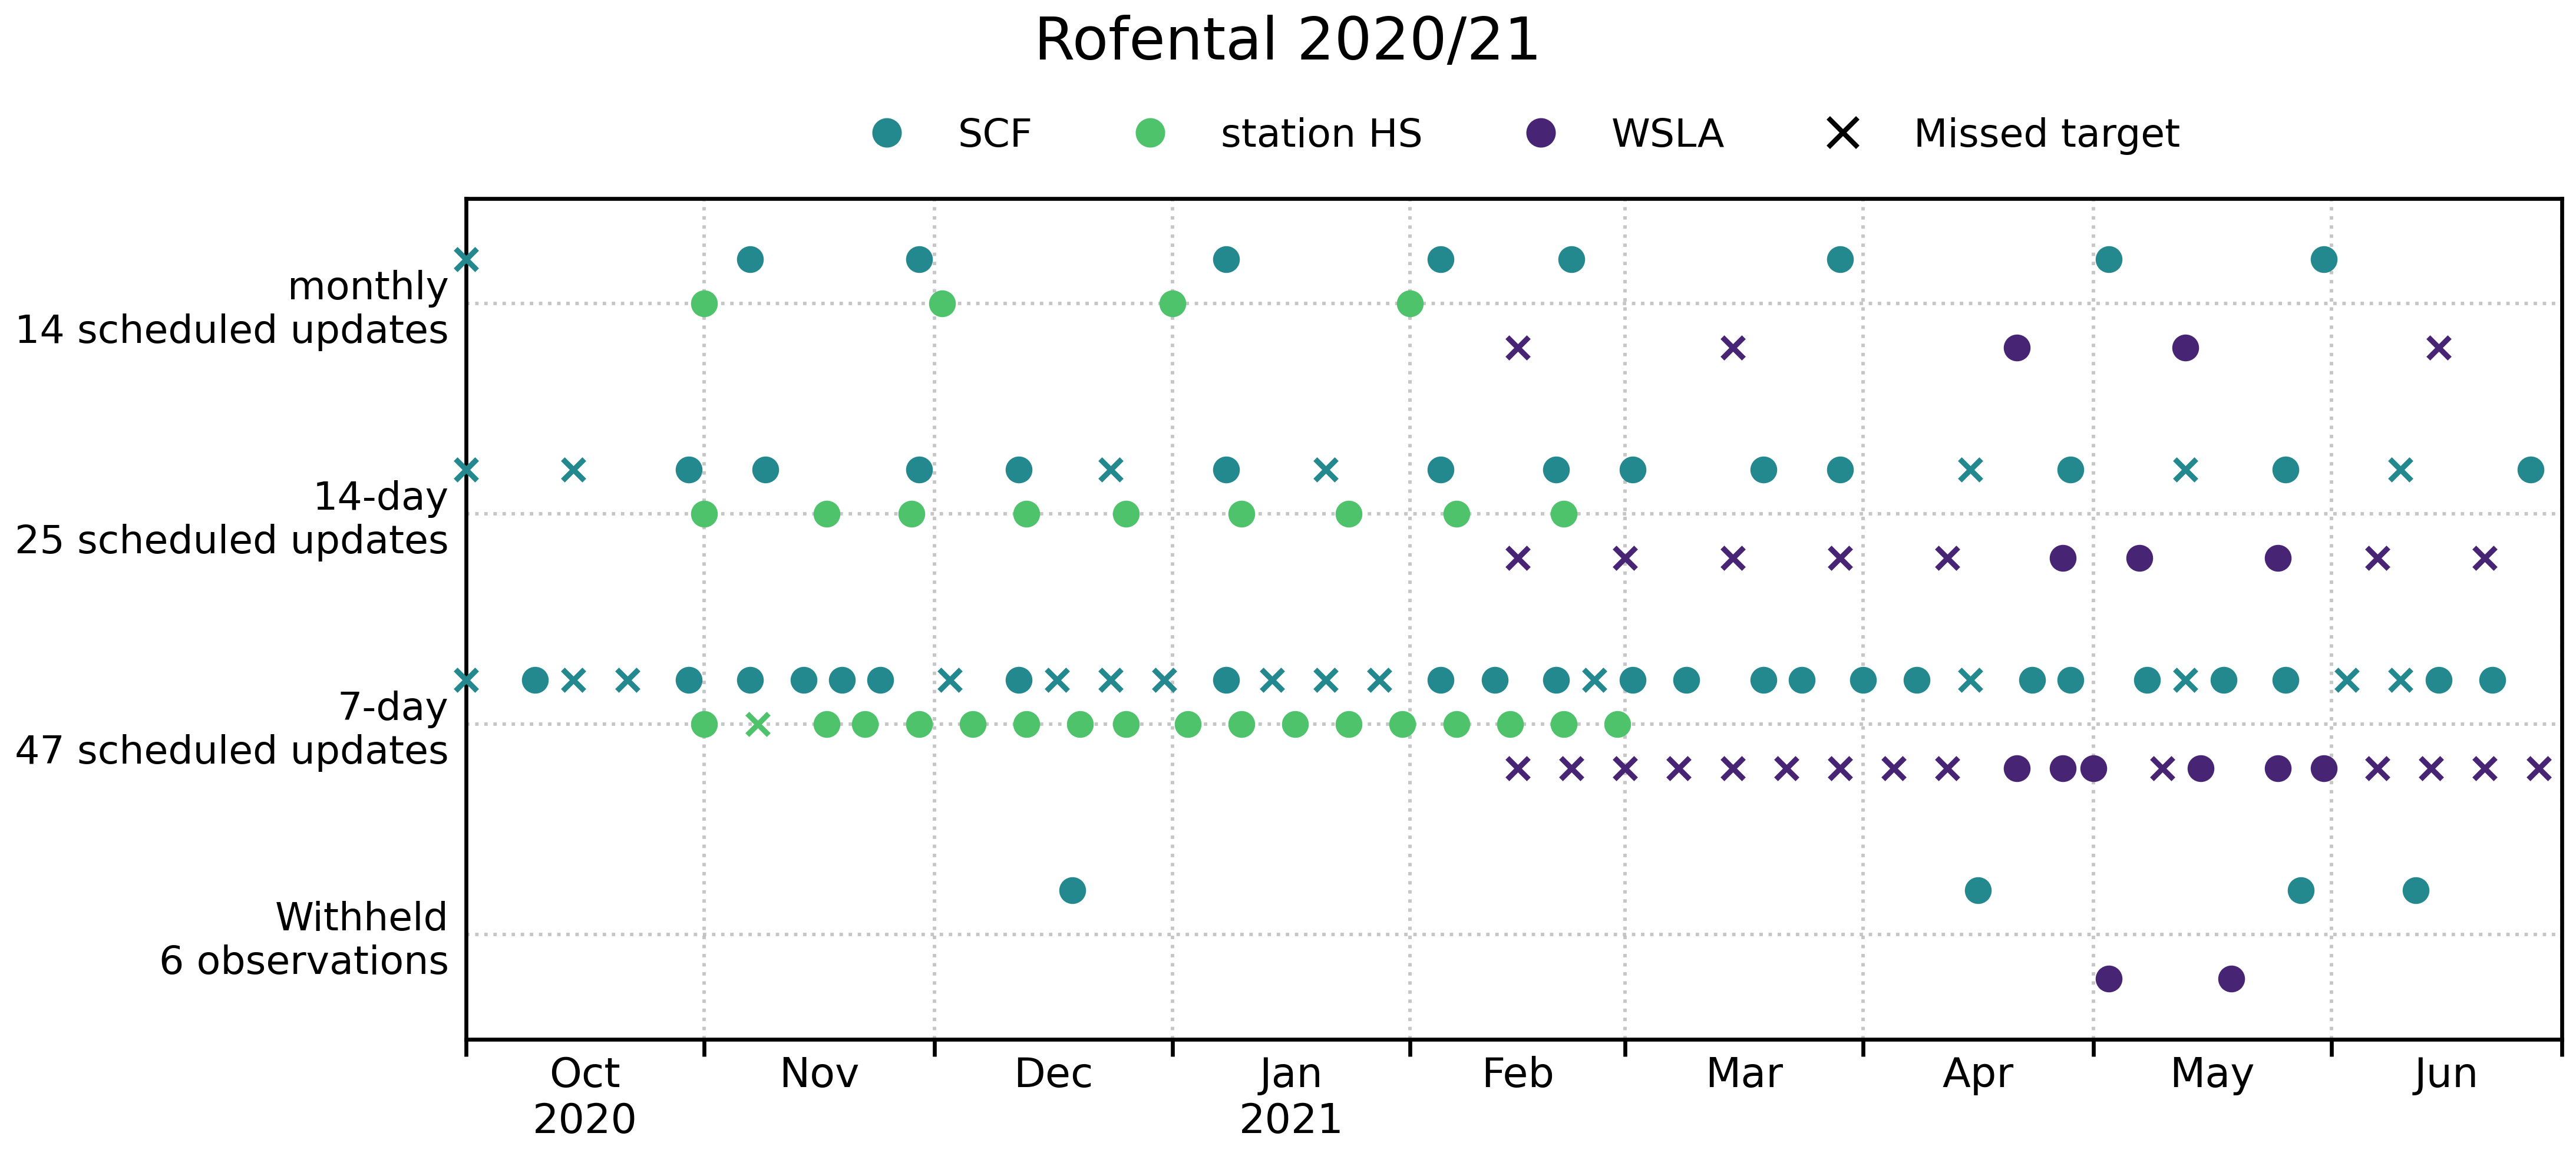 Rofental 2020/21
SCF
station HS
WSLA
Missed target
monthly
14 scheduled updates
14-day
25 scheduled updates
7-day
47 scheduled updates
Withheld
6 observations
Oct
2020
Nov
Dec
Jan
2021
Feb
Mar
Apr
May
Jun